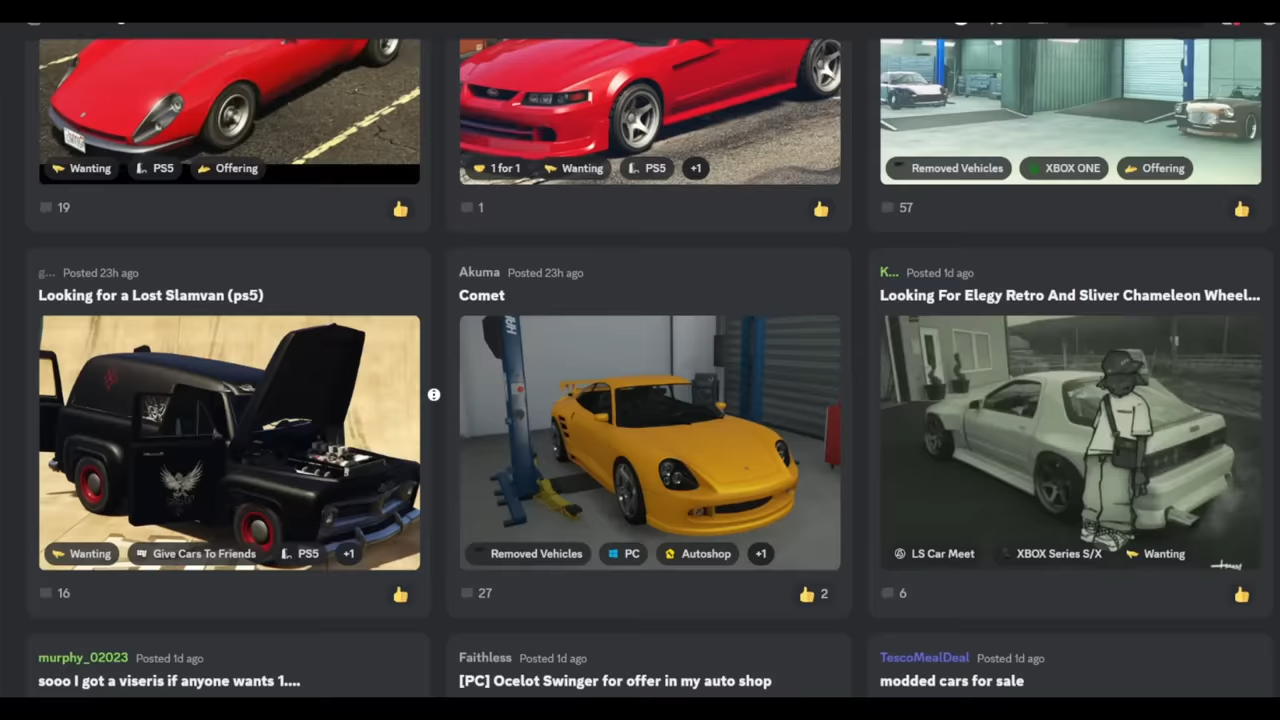 Wanting PS5 Offering
1 for 1 Wanting PS5 +1
Removed Vehicles XBOX ONE Offering
19
1
57
g... Posted 23h ago
Looking for a Lost Slamvan (ps5)
Wanting Give Cars To Friends PS5 +1
16
Akuma Posted 23h ago
Comet
Removed Vehicles PC Autoshop +1
27
2
K... Posted 1d ago
Looking For Elegy Retro And Sliver Chameleon Wheel...
LS Car Meet XBOX Series S/X Wanting
6
murphy_02023 Posted 1d ago
sooo I got a viseris if anyone wants 1....
Faithless Posted 1d ago
[PC] Ocelot Swinger for offer in my auto shop
TescoMealDeal Posted 1d ago
modded cars for sale